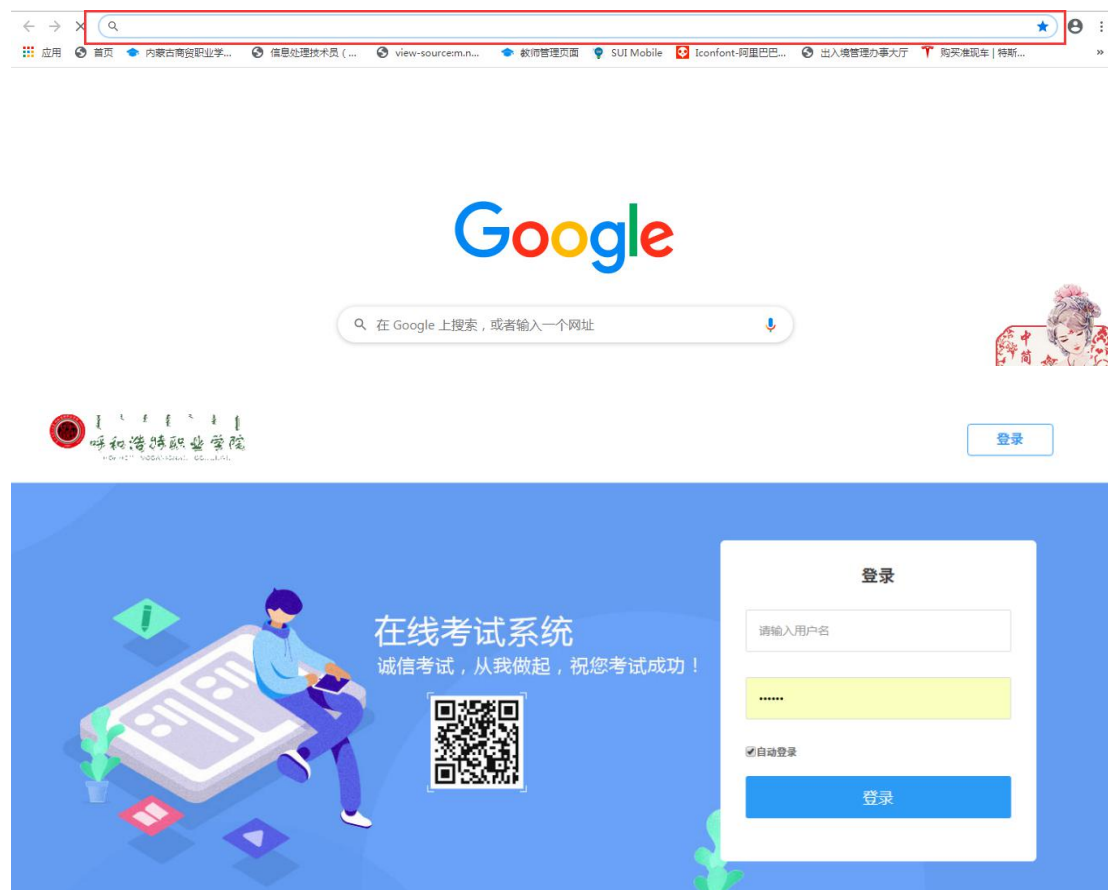 应用 首页 内蒙古商贸职业学... 信息处理技术员（... view-source:m.n... 教师管理页面 SUI Mobile Iconfont-阿里巴巴... 出入境管理办事大厅 购买准现车 | 特斯... »
Google
在 Google 上搜索，或者输入一个网址
中
简
呼和浩特职业学院
登录
登录
在线考试系统
请输入用户名
诚信考试，从我做起，祝您考试成功！
••••••
自动登录
登录